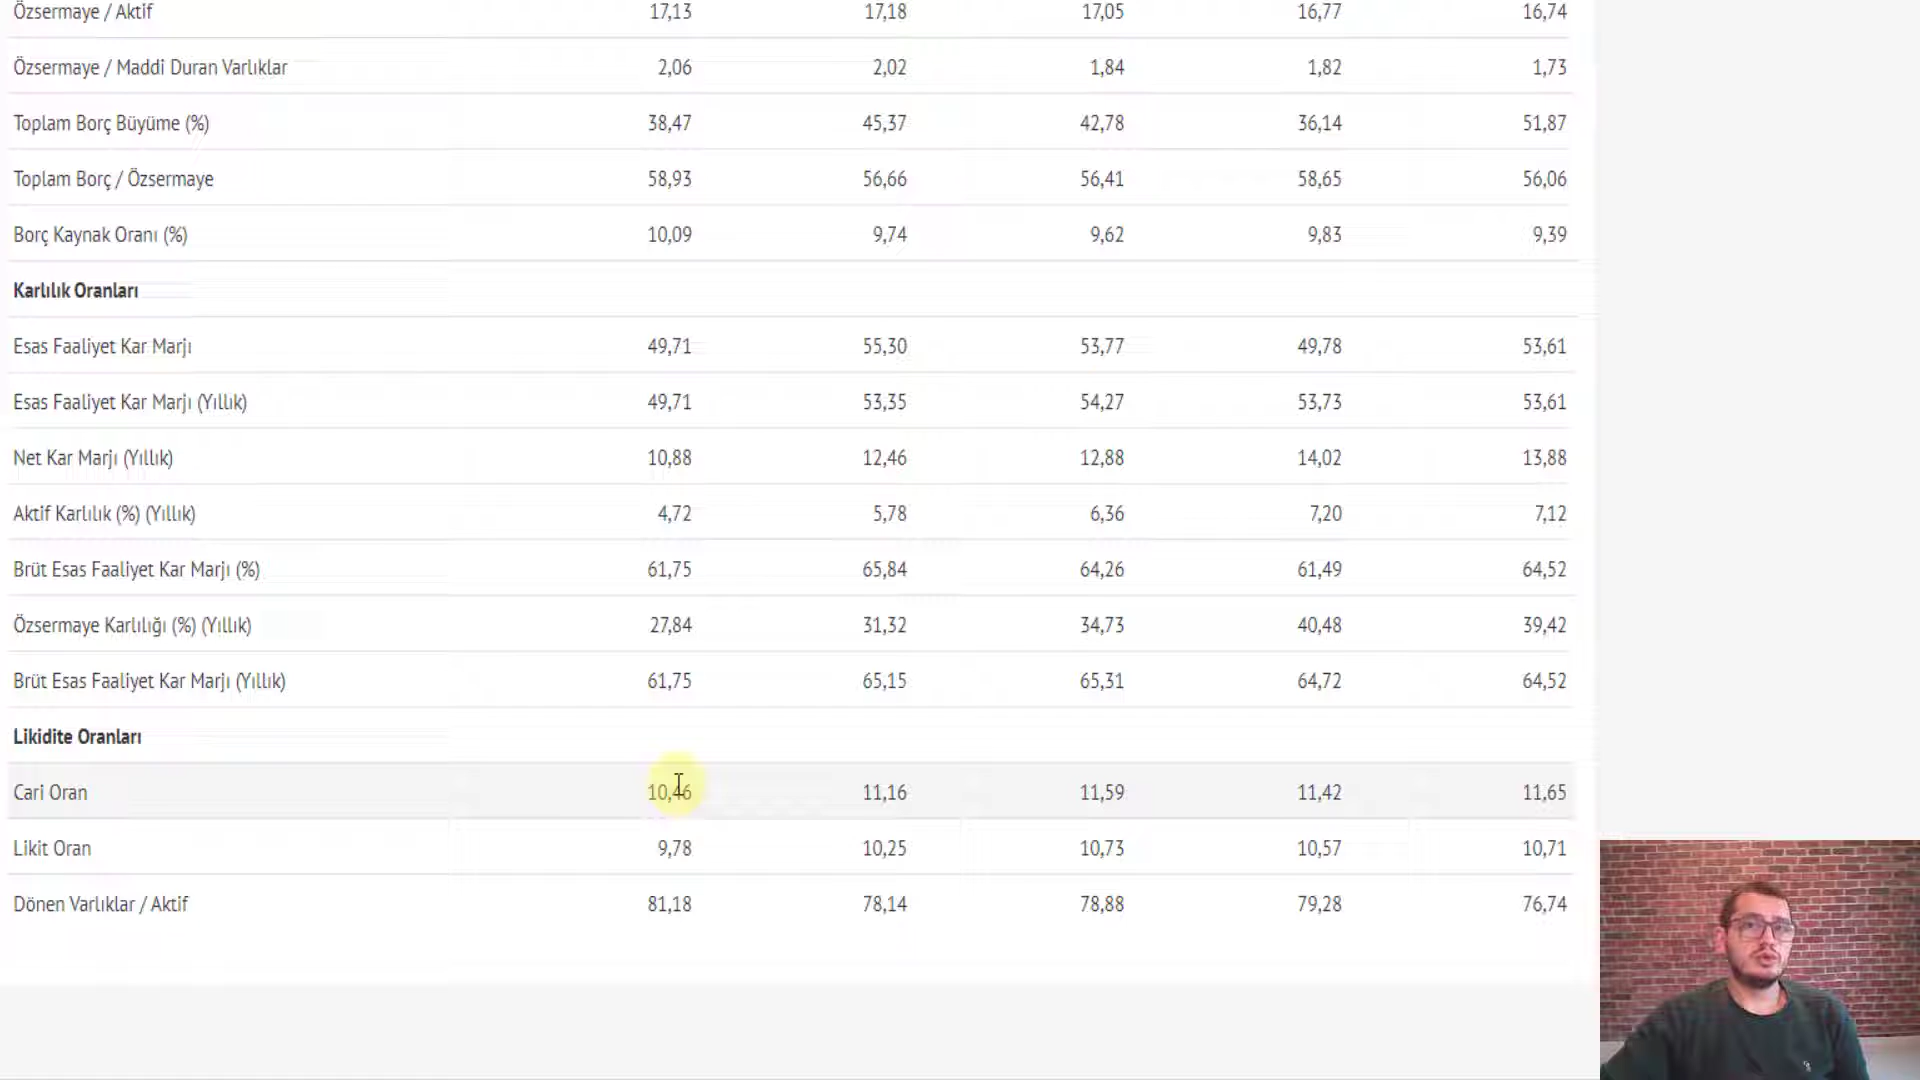 Özsermaye / Aktif 17,13 17,18 17,05 16,77 16,74
Özsermaye / Maddi Duran Varlıklar 2,06 2,02 1,84 1,82 1,73
Toplam Borç Büyüme (%) 38,47 45,37 42,78 36,14 51,87
Toplam Borç / Özsermaye 58,93 56,66 56,41 58,65 56,06
Borç Kaynak Oranı (%) 10,09 9,74 9,62 9,83 9,39
Karlılık Oranları
Esas Faaliyet Kar Marjı 49,71 55,30 53,77 49,78 53,61
Esas Faaliyet Kar Marjı (Yıllık) 49,71 53,35 54,27 53,73 53,61
Net Kar Marjı (Yıllık) 10,88 12,46 12,88 14,02 13,88
Aktif Karlılık (%) (Yıllık) 4,72 5,78 6,36 7,20 7,12
Brüt Esas Faaliyet Kar Marjı (%) 61,75 65,84 64,26 61,49 64,52
Özsermaye Karlılığı (%) (Yıllık) 27,84 31,32 34,73 40,48 39,42
Brüt Esas Faaliyet Kar Marjı (Yıllık) 61,75 65,15 65,31 64,72 64,52
Likidite Oranları
Cari Oran 10,46 11,16 11,59 11,42 11,65
Likit Oran 9,78 10,25 10,73 10,57 10,71
Dönen Varlıklar / Aktif 81,18 78,14 78,88 79,28 76,74